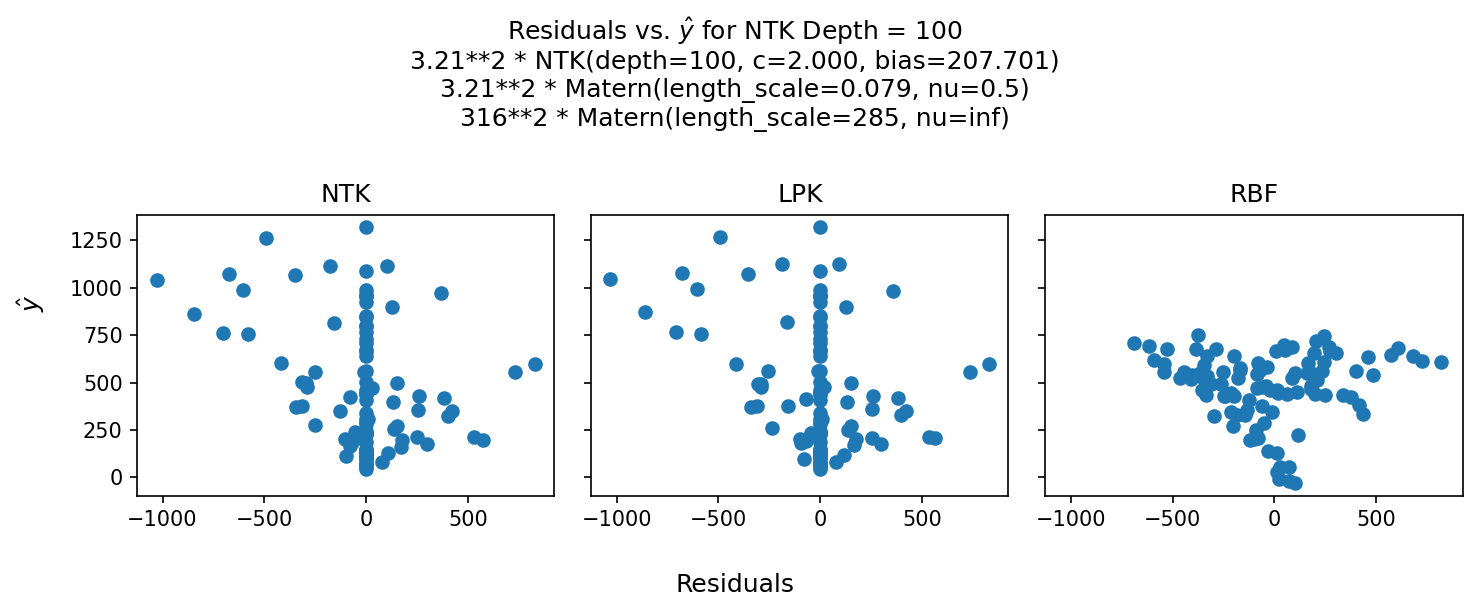 Residuals vs. ŷ for NTK Depth = 100
3.21**2 * NTK(depth=100, c=2.000, bias=207.701)
3.21**2 * Matern(length_scale=0.079, nu=0.5)
316**2 * Matern(length_scale=285, nu=inf)
NTK
LPK
RBF
1250
1000
750
500
250
0
ŷ
−1000 −500 0 500
−1000 −500 0 500
−1000 −500 0 500
Residuals